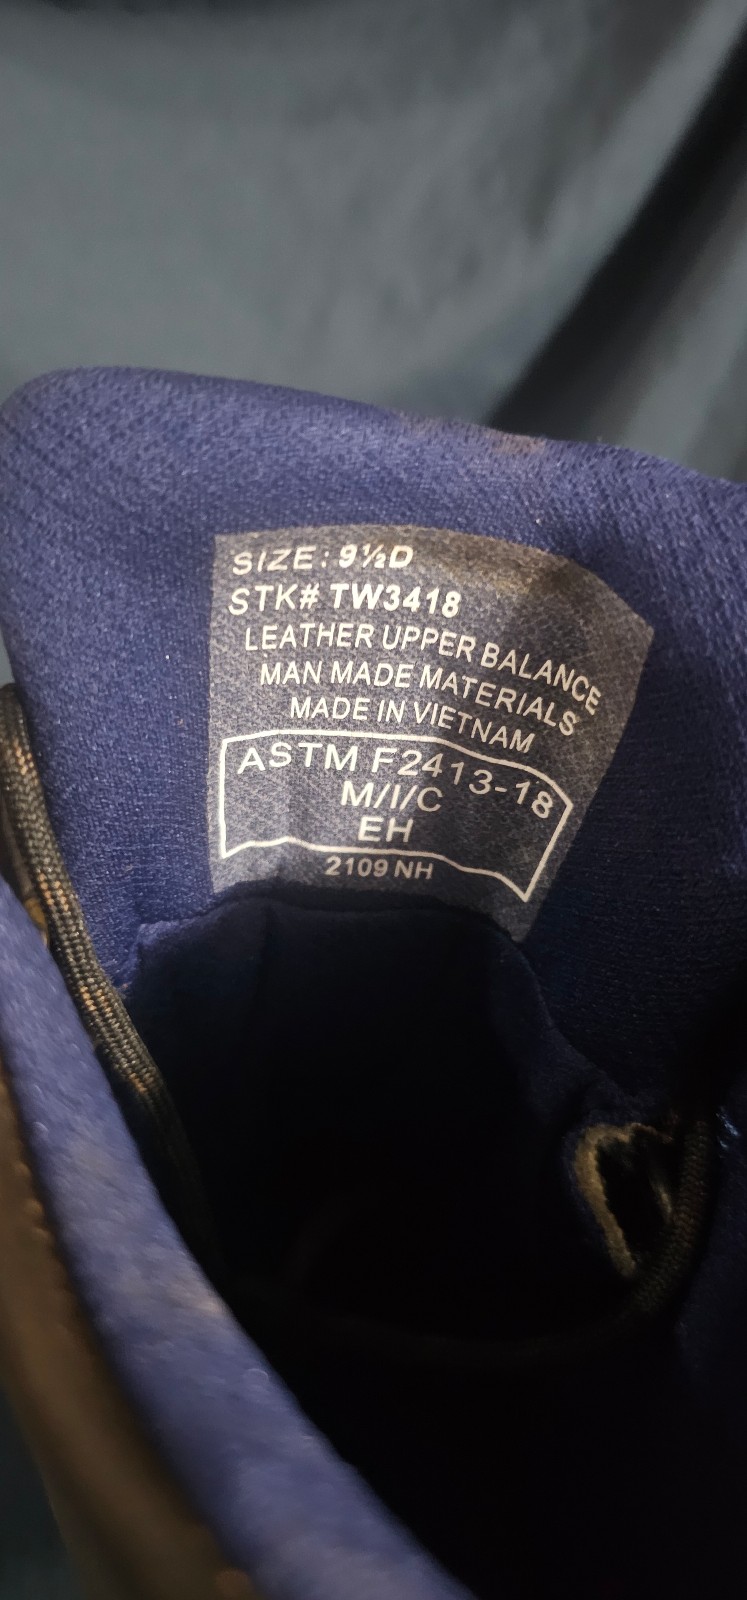 SIZE: 9½D
STK# TW3418
LEATHER UPPER BALANCE
MAN MADE MATERIALS
MADE IN VIETNAM
ASTM F2413-18
M/I/C
EH
2109 NH